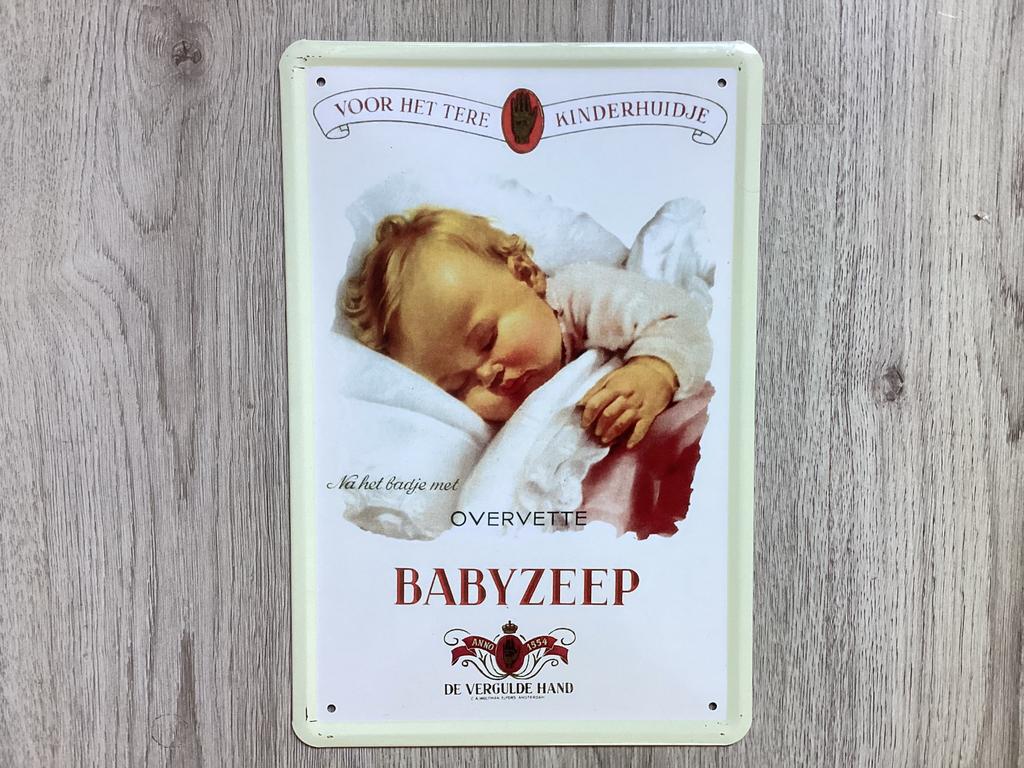 VOOR HET TERE KINDERHUIDJE
Na het badje met
OVERVETTE
BABYZEEP
ANNO 1554
DE VERGULDE HAND